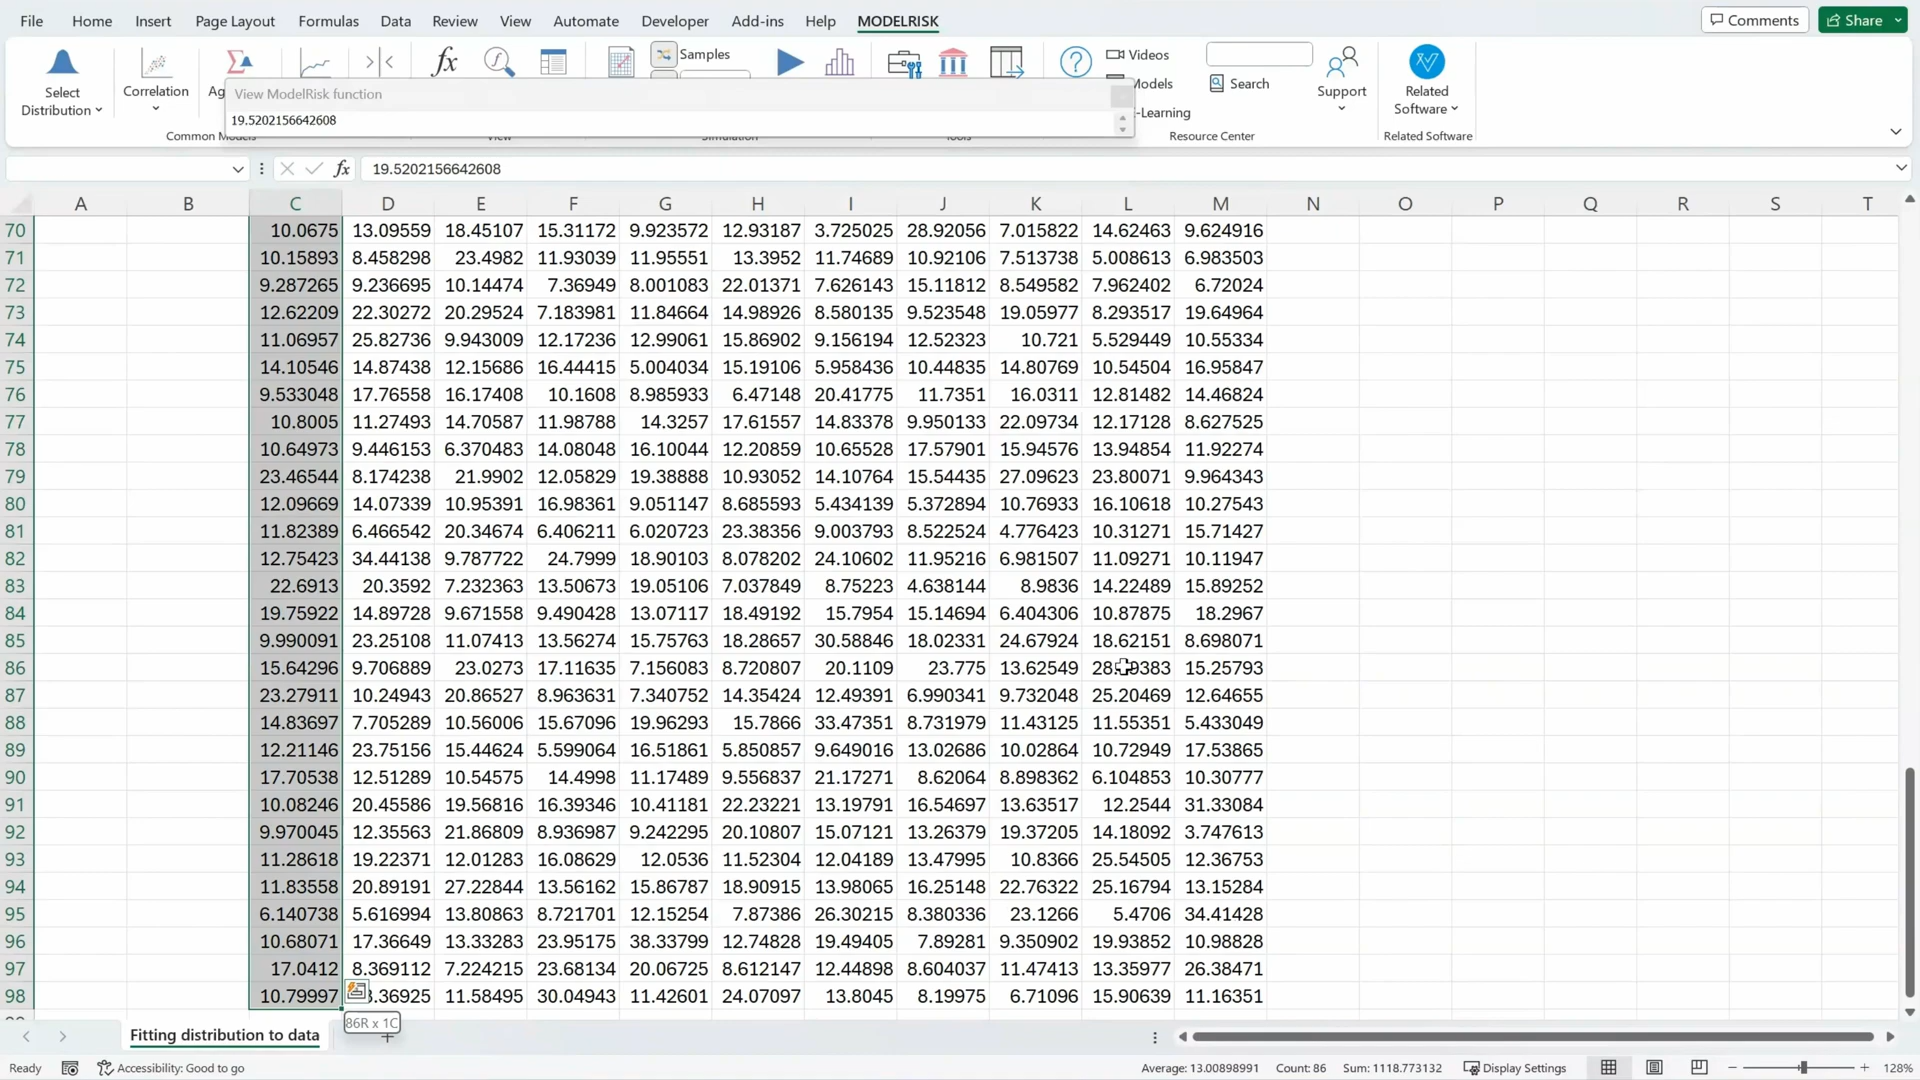 File Home Insert Page Layout Formulas Data Review View Automate Developer Add-ins Help MODELRISK Comments Share
Samples Videos
Select Distribution Correlation Ag View ModelRisk function Models Search Support Related Software
19.5202156642608 -Learning
Common Tools Resource Center Related Software
19.5202156642608
A B C D E F G H I J K L M N O P Q R S T
70 10.0675 13.09559 18.45107 15.31172 9.923572 12.93187 3.725025 28.92056 7.015822 14.62463 9.624916
71 10.15893 8.458298 23.4982 11.93039 11.95551 13.3952 11.74689 10.92106 7.513738 5.008613 6.983503
72 9.287265 9.236695 10.14474 7.36949 8.001083 22.01371 7.626143 15.11812 8.549582 7.962402 6.72024
73 12.62209 22.30272 20.29524 7.183981 11.84664 14.98926 8.580135 9.523548 19.05977 8.293517 19.64964
74 11.06957 25.82736 9.943009 12.17236 12.99061 15.86902 9.156194 12.52323 10.721 5.529449 10.55334
75 14.10546 14.87438 12.15686 16.44415 5.004034 15.19106 5.958436 10.44835 14.80769 10.54504 16.95847
76 9.533048 17.76558 16.17408 10.1608 8.985933 6.47148 20.41775 11.7351 16.0311 12.81482 14.46824
77 10.8005 11.27493 14.70587 11.98788 14.3257 17.61557 14.83378 9.950133 22.09734 12.17128 8.627525
78 10.64973 9.446153 6.370483 14.08048 16.10044 12.20859 10.65528 17.57901 15.94576 13.94854 11.92274
79 23.46544 8.174238 21.9902 12.05829 19.38888 10.93052 14.10764 15.54435 27.09623 23.80071 9.964343
80 12.09669 14.07339 10.95391 16.98361 9.051147 8.685593 5.434139 5.372894 10.76933 16.10618 10.27543
81 11.82389 6.466542 20.34674 6.406211 6.020723 23.38356 9.003793 8.522524 4.776423 10.31271 15.71427
82 12.75423 34.44138 9.787722 24.7999 18.90103 8.078202 24.10602 11.95216 6.981507 11.09271 10.11947
83 22.6913 20.3592 7.232363 13.50673 19.05106 7.037849 8.75223 4.638144 8.9836 14.22489 15.89252
84 19.75922 14.89728 9.671558 9.490428 13.07117 18.49192 15.7954 15.14694 6.404306 10.87875 18.2967
85 9.990091 23.25108 11.07413 13.56274 15.75763 18.28657 30.58846 18.02331 24.67924 18.62151 8.698071
86 15.64296 9.706889 23.0273 17.11635 7.156083 8.720807 20.1109 23.775 13.62549 15.25793
87 23.27911 10.24943 20.86527 8.963631 7.340752 14.35424 12.49391 6.990341 9.732048 25.20469 12.64655
88 14.83697 7.705289 10.56006 15.67096 19.96293 15.7866 33.47351 8.731979 11.43125 11.55351 5.433049
89 12.21146 23.75156 15.44624 5.599064 16.51861 5.850857 9.649016 13.02686 10.02864 10.72949 17.53865
90 17.70538 12.51289 10.54575 14.4998 11.17489 9.556837 21.17271 8.62064 8.898362 6.104853 10.30777
91 10.08246 20.45586 19.56816 16.39346 10.41181 22.23221 13.19791 16.54697 13.63517 12.2544 31.33084
92 9.970045 12.35563 21.86809 8.936987 9.242295 20.10807 15.07121 13.26379 19.37205 14.18092 3.747613
93 11.28618 19.22371 12.01283 16.08629 12.0536 11.52304 12.04189 13.47995 10.8366 25.54505 12.36753
94 11.83558 20.89191 27.22844 13.56162 15.86787 18.90915 13.98065 16.25148 22.76322 25.16794 13.15284
95 6.140738 5.616994 13.80863 8.721701 12.15254 7.87386 26.30215 8.380336 23.1266 5.4706 34.41428
96 10.68071 17.36649 13.33283 23.95175 38.33799 12.74828 19.49405 7.89281 9.350902 19.93852 10.98828
97 17.0412 8.369112 7.224215 23.68134 20.06725 8.612147 12.44898 8.604037 11.47413 13.35977 26.38471
98 10.79997 3.36925 11.58495 30.04943 11.42601 24.07097 13.8045 8.19975 6.71096 15.90639 11.16351
86R x 1C
Fitting distribution to data
Ready Accessibility: Good to go Average: 13.00898991 Count: 86 Sum: 1118.773132 Display Settings 128%